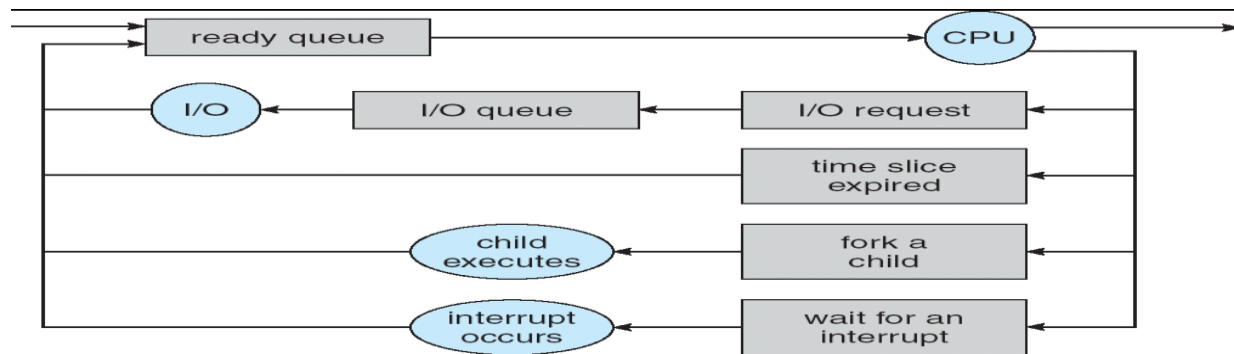 ready queue
CPU
I/O
I/O queue
I/O request
time slice
expired
child
executes
fork a
child
interrupt
occurs
wait for an
interrupt